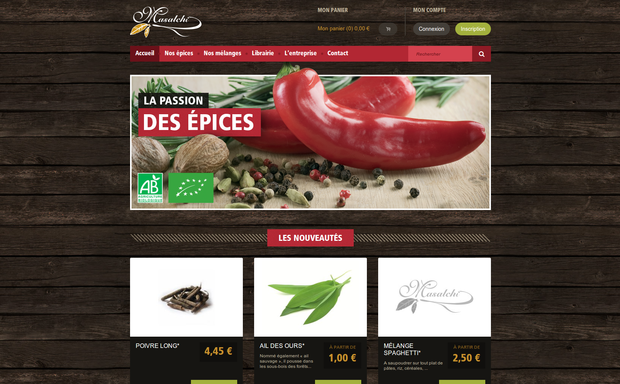 Masalchi
MON PANIER
MON COMPTE
Mon panier (0) 0,00 €
Connexion
Inscription
Accueil
Nos épices
Nos mélanges
Librairie
L'entreprise
Contact
Rechercher
LA PASSION
DES ÉPICES
AB
AGRICULTURE
BIOLOGIQUE
LES NOUVEAUTÉS
POIVRE LONG*
4,45 €
AIL DES OURS*
Nommé également « ail
sauvage », il pousse dans
les sous-bois des forêts...
À PARTIR DE
1,00 €
Masalchi
MÉLANGE
SPAGHETTI*
A saupoudrer sur tout plat de
pâtes, riz, céréales,...
À PARTIR DE
2,50 €